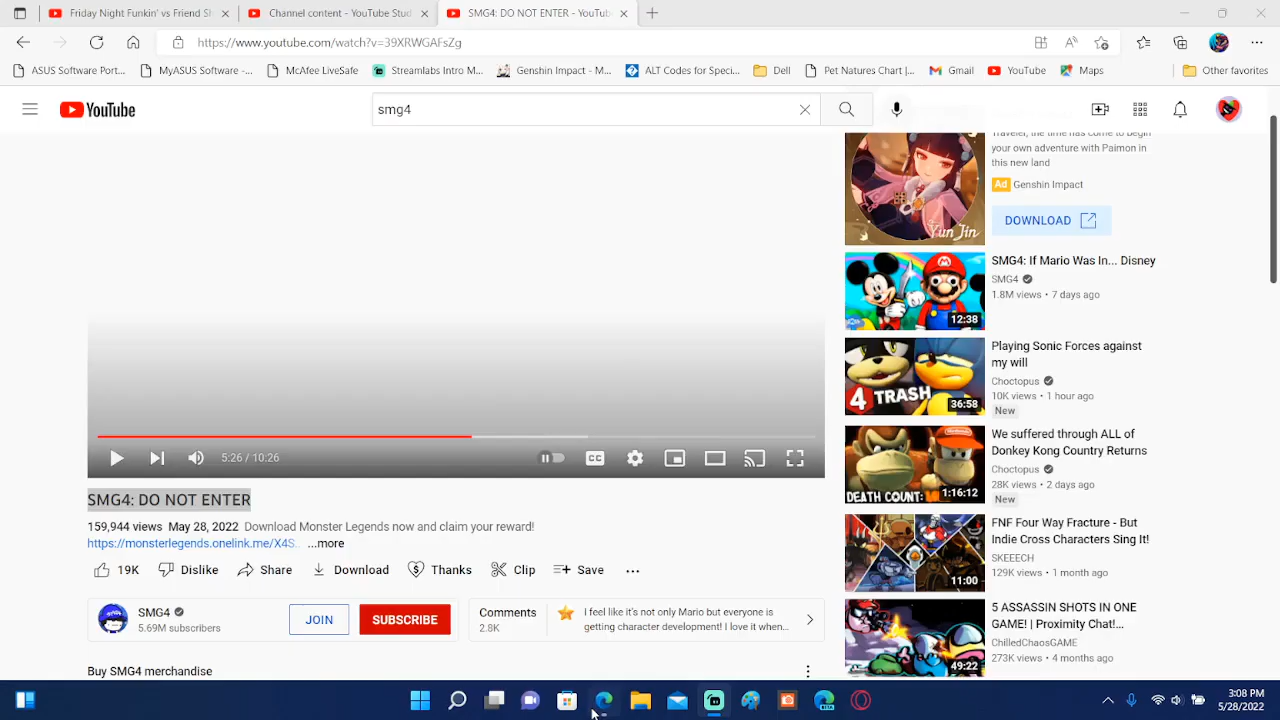 Night Friday Funkin' vs Friend Sh
Channel content - YouTube Stud
SMG4: DO NOT ENTER - YouTub
https://www.youtube.com/watch?v=39XRWGAFsZg
ASUS Software Port...
MyASUS Software -...
McAfee LiveSafe
Streamlabs Intro M...
Genshin Impact - M...
ALT Codes for Speci...
Dell
Pet Natures Chart |...
Gmail
YouTube
Maps
Other favorites
YouTube
smg4
Traveler, the time has come to begin
your own adventure with Paimon in
this new land
Ad Genshin Impact
DOWNLOAD
Yun Jin
SMG4: If Mario Was In... Disney
SMG4
1.8M views • 7 days ago
12:38
Playing Sonic Forces against
my will
Choctopus
10K views • 1 hour ago
New
4 TRASH
36:58
We suffered through ALL of
Donkey Kong Country Returns
Choctopus
28K views • 2 days ago
New
Nintendo
DEATH COUNT:
1:16:12
FNF Four Way Fracture - But
Indie Cross Characters Sing It!
SKEEECH
129K views • 1 month ago
11:00
5 ASSASSIN SHOTS IN ONE
GAME! | Proximity Chat!...
ChilledChaosGAME
273K views • 4 months ago
49:22
5:26 / 10:26
CC
SMG4: DO NOT ENTER
159,944 views May 28, 2022 Download Monster Legends now and claim your reward!
https://monsterlegends.onelink.me/X4S... ...more
19K
Dislike
Share
Download
Thanks
Clip
Save
SMG4
5.69M subscribers
JOIN
SUBSCRIBE
Comments
2.8K
I feel like it's not only Mario but everyone is
getting character development! I love it when...
Buy SMG4 merchandise
3:08 PM
5/28/2022